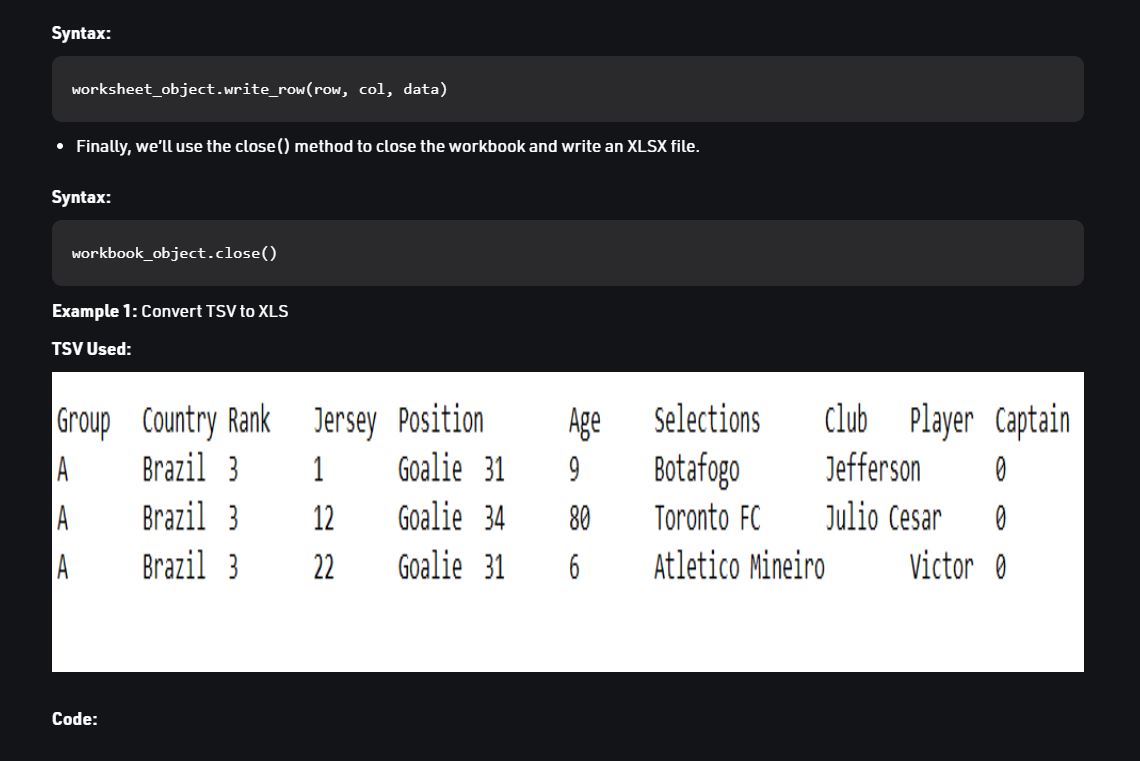 Syntax:
worksheet_object.write_row(row, col, data)
• Finally, we’ll use the close() method to close the workbook and write an XLSX file.
Syntax:
workbook_object.close()
Example 1: Convert TSV to XLS
TSV Used:
Group Country Rank Jersey Position Age Selections Club Player Captain
A Brazil 3 1 Goalie 31 9 Botafogo Jefferson 0
A Brazil 3 12 Goalie 34 80 Toronto FC Julio Cesar 0
A Brazil 3 22 Goalie 31 6 Atletico Mineiro Victor 0
Code: